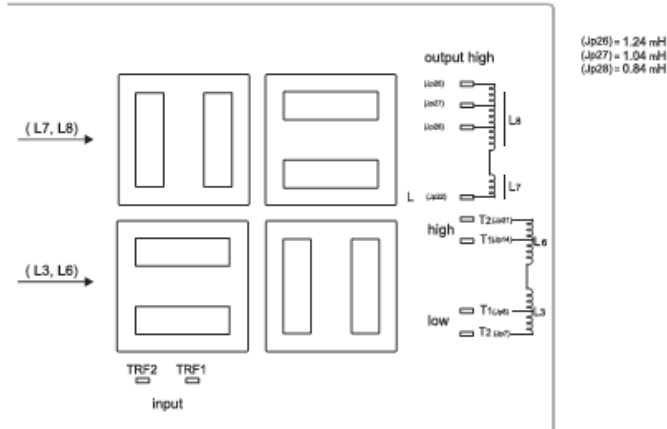 output high
(Jp26) = 1.24 mH
(Jp27) = 1.04 mH
(Jp28) = 0.84 mH
(Jp27)
L8
( L7, L8)
L7
L
high
T2
T1
L6
( L3, L6)
T1
L3
low
T2
TRF2 TRF1
input